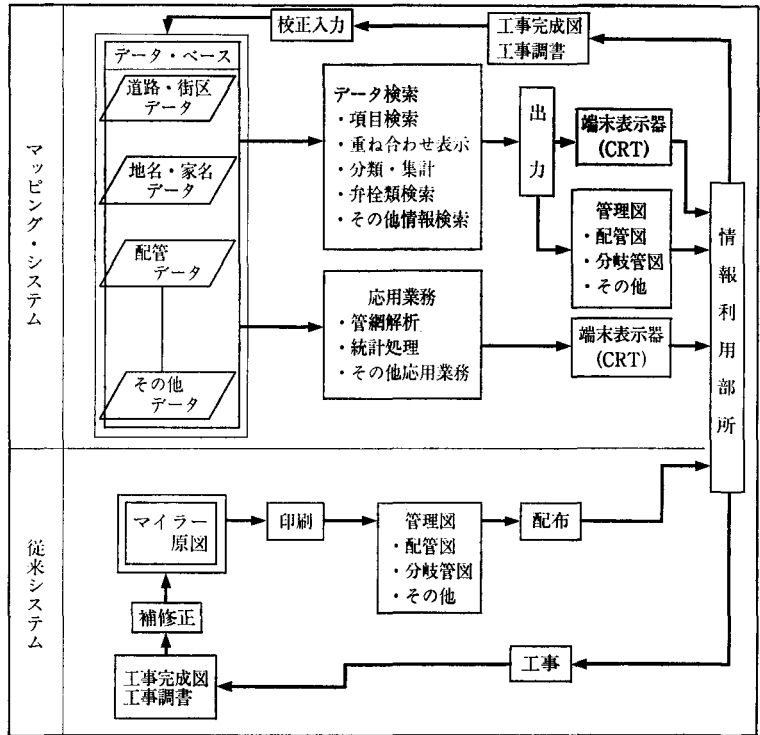 マッピング・システム
校正入力
工事完成図
工事調書
データ・ベース
道路・街区
データ
地名・家名
データ
配管
データ
その他
データ
データ検索
・項目検索
・重ね合わせ表示
・分類・集計
・弁栓類検索
・その他情報検索
出力
端末表示器
(CRT)
管理図
・配管図
・分岐管図
・その他
応用業務
・管網解析
・統計処理
・その他応用業務
端末表示器
(CRT)
情報利用部所
従来システム
マイラー
原図
印刷
管理図
・配管図
・分岐管図
・その他
配布
補修正
工事完成図
工事調書
工事